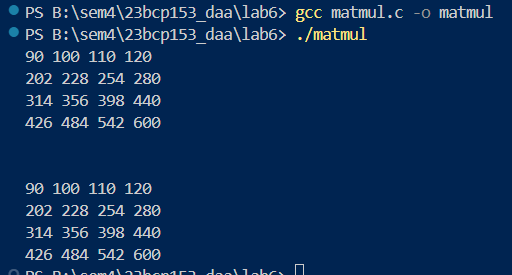 PS B:\sem4\23bcp153_daa\lab6> gcc matmul.c -o matmul
PS B:\sem4\23bcp153_daa\lab6> ./matmul
90 100 110 120
202 228 254 280
314 356 398 440
426 484 542 600
90 100 110 120
202 228 254 280
314 356 398 440
426 484 542 600
PS B:\sem4\23bcp153_daa\lab6>